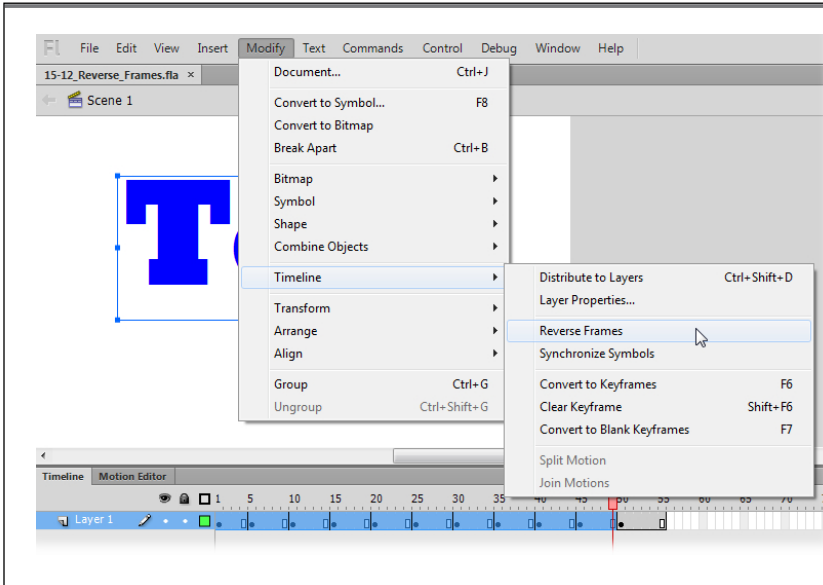 Fl File Edit View Insert Modify Text Commands Control Debug Window Help
15-12_Reverse_Frames.fla ×
Scene 1
Document... Ctrl+J
Convert to Symbol... F8
Convert to Bitmap
Break Apart Ctrl+B
Bitmap
Symbol
Shape
Combine Objects
Timeline
Transform
Arrange
Align
Group Ctrl+G
Ungroup Ctrl+Shift+G
T
Distribute to Layers Ctrl+Shift+D
Layer Properties...
Reverse Frames
Synchronize Symbols
Convert to Keyframes F6
Clear Keyframe Shift+F6
Convert to Blank Keyframes F7
Split Motion
Join Motions
Timeline Motion Editor
1 5 10 15 20 25 30 35 40 45 50 55 60 65 70
Layer 1